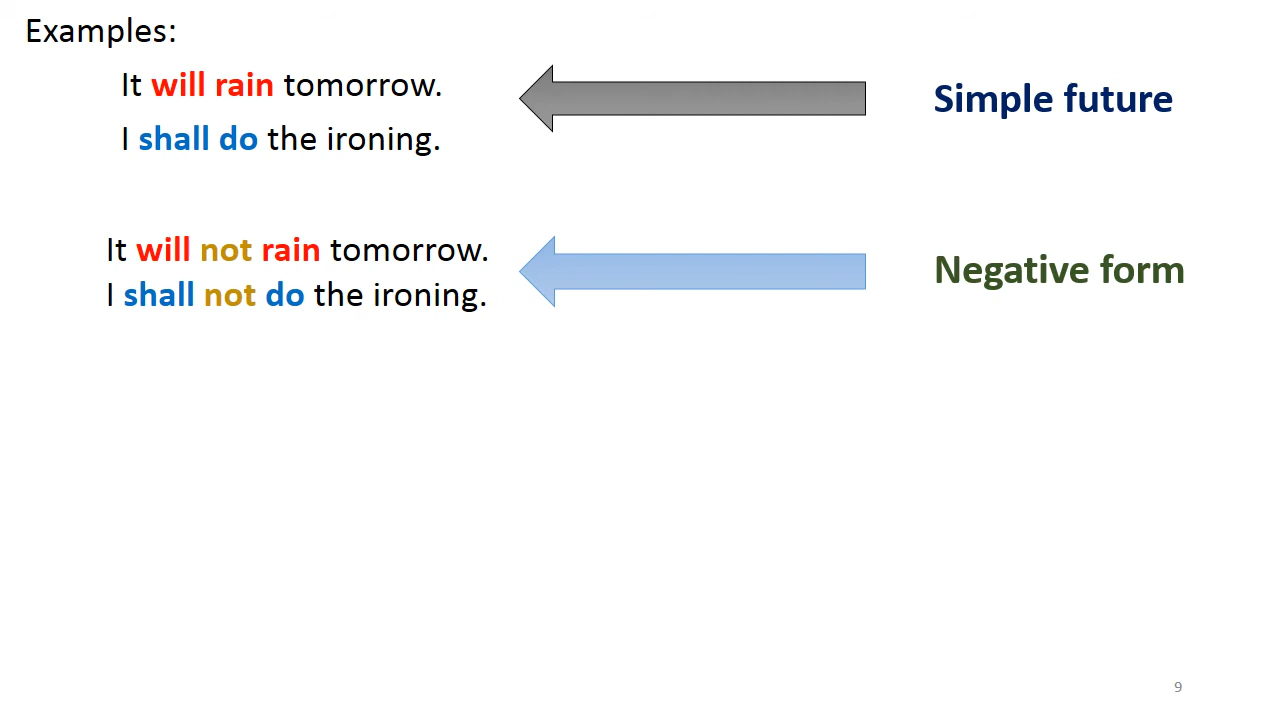 Examples:
It will rain tomorrow.
Simple future
I shall do the ironing.
It will not rain tomorrow.
Negative form
I shall not do the ironing.
9